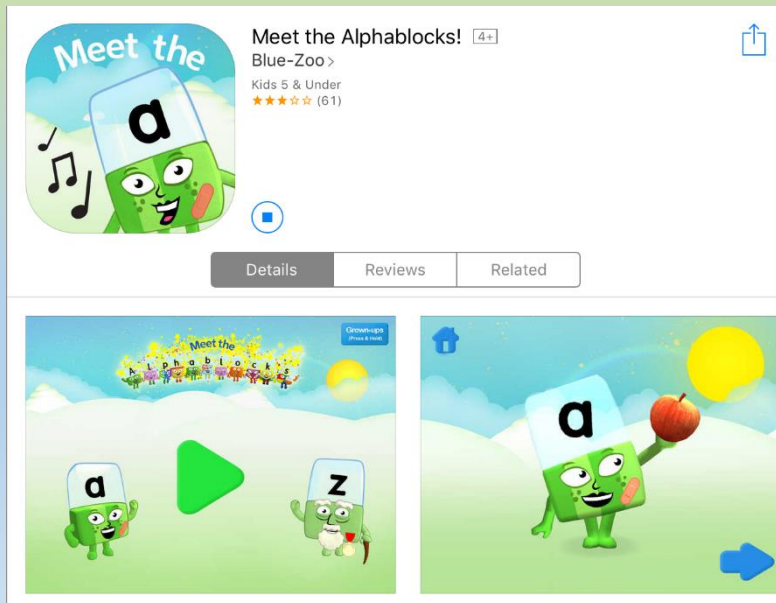 Meet the
a
Meet the Alphablocks! 4+
Blue-Zoo >
Kids 5 & Under
★★★☆☆ (61)
Details Reviews Related
Grown-ups
(Press & Hold)
Meet the
Alphablocks
a
z
a